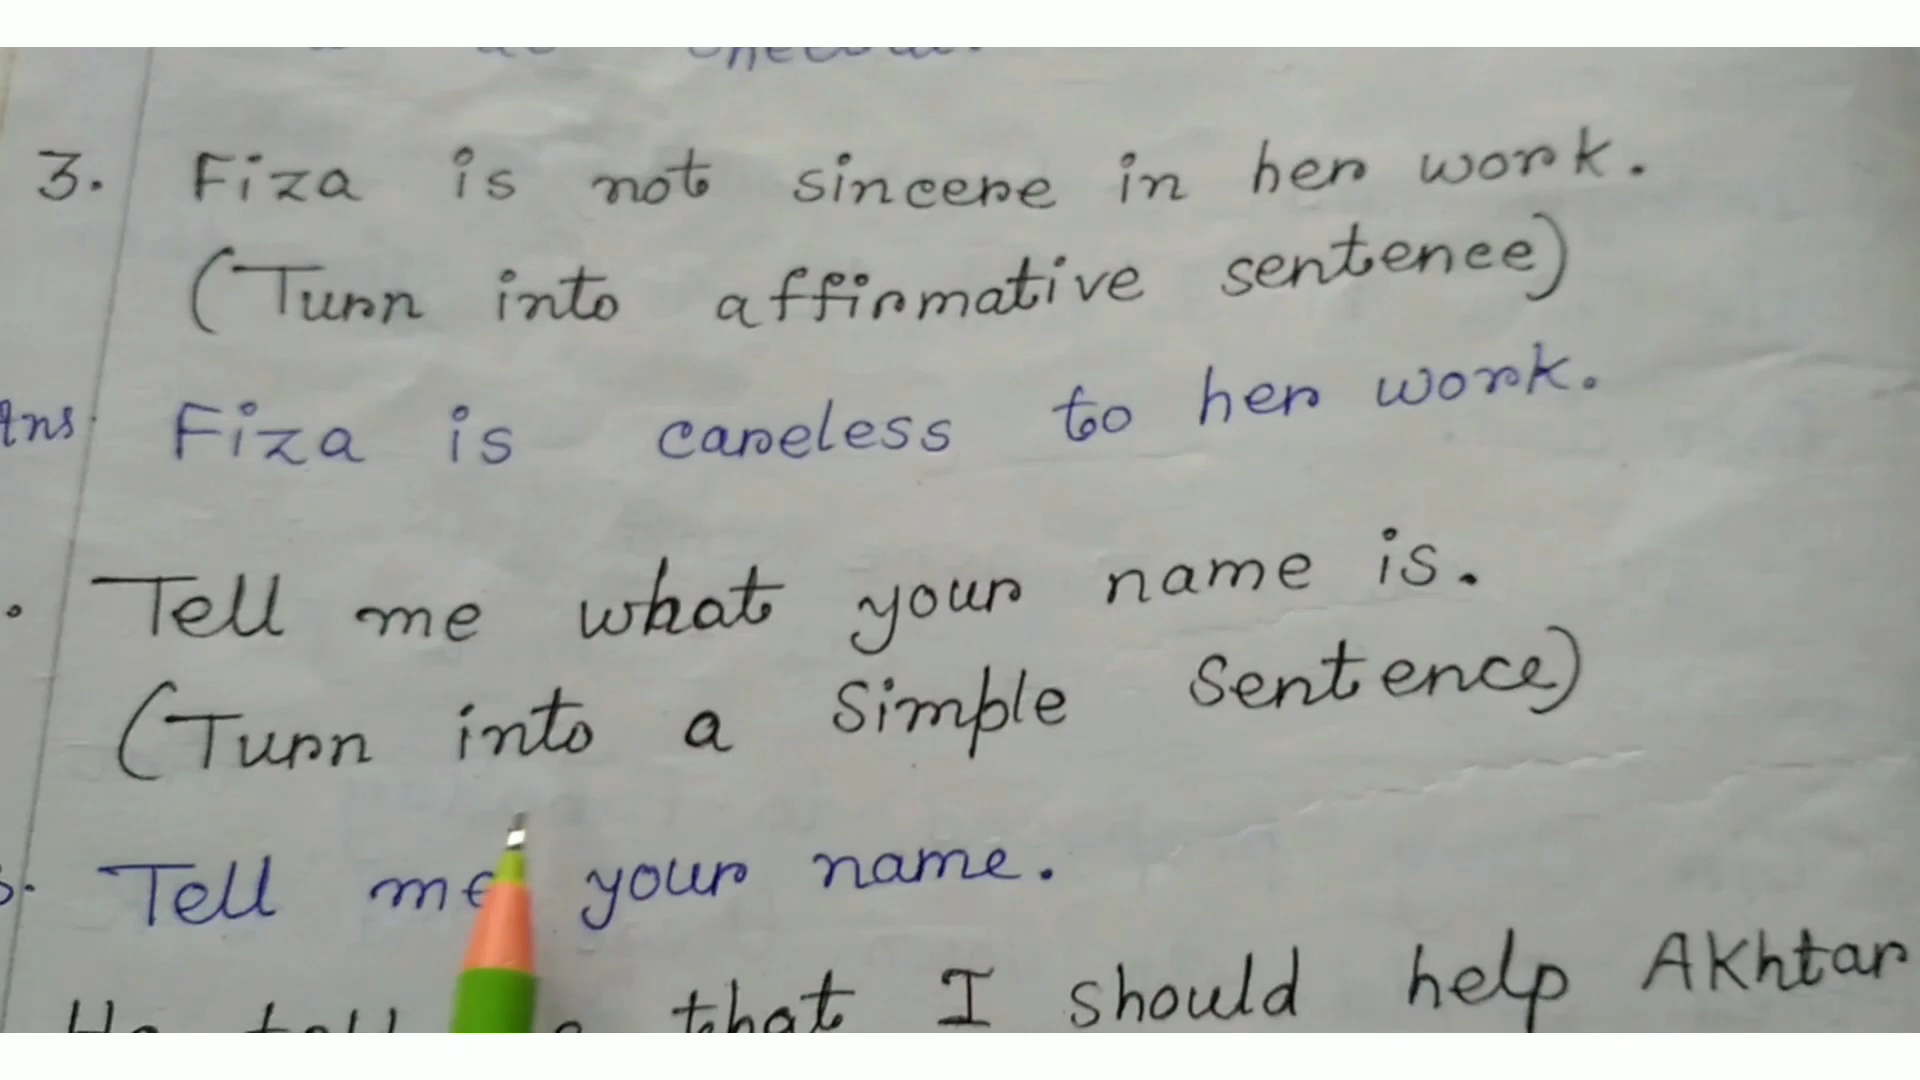 3. Fiza is not sincere in her work.
(Turn into affirmative sentence)
Ans. Fiza is careless to her work.
. Tell me what your name is.
(Turn into a Simple Sentence)
s. Tell me your name.
that I should help Akhtar